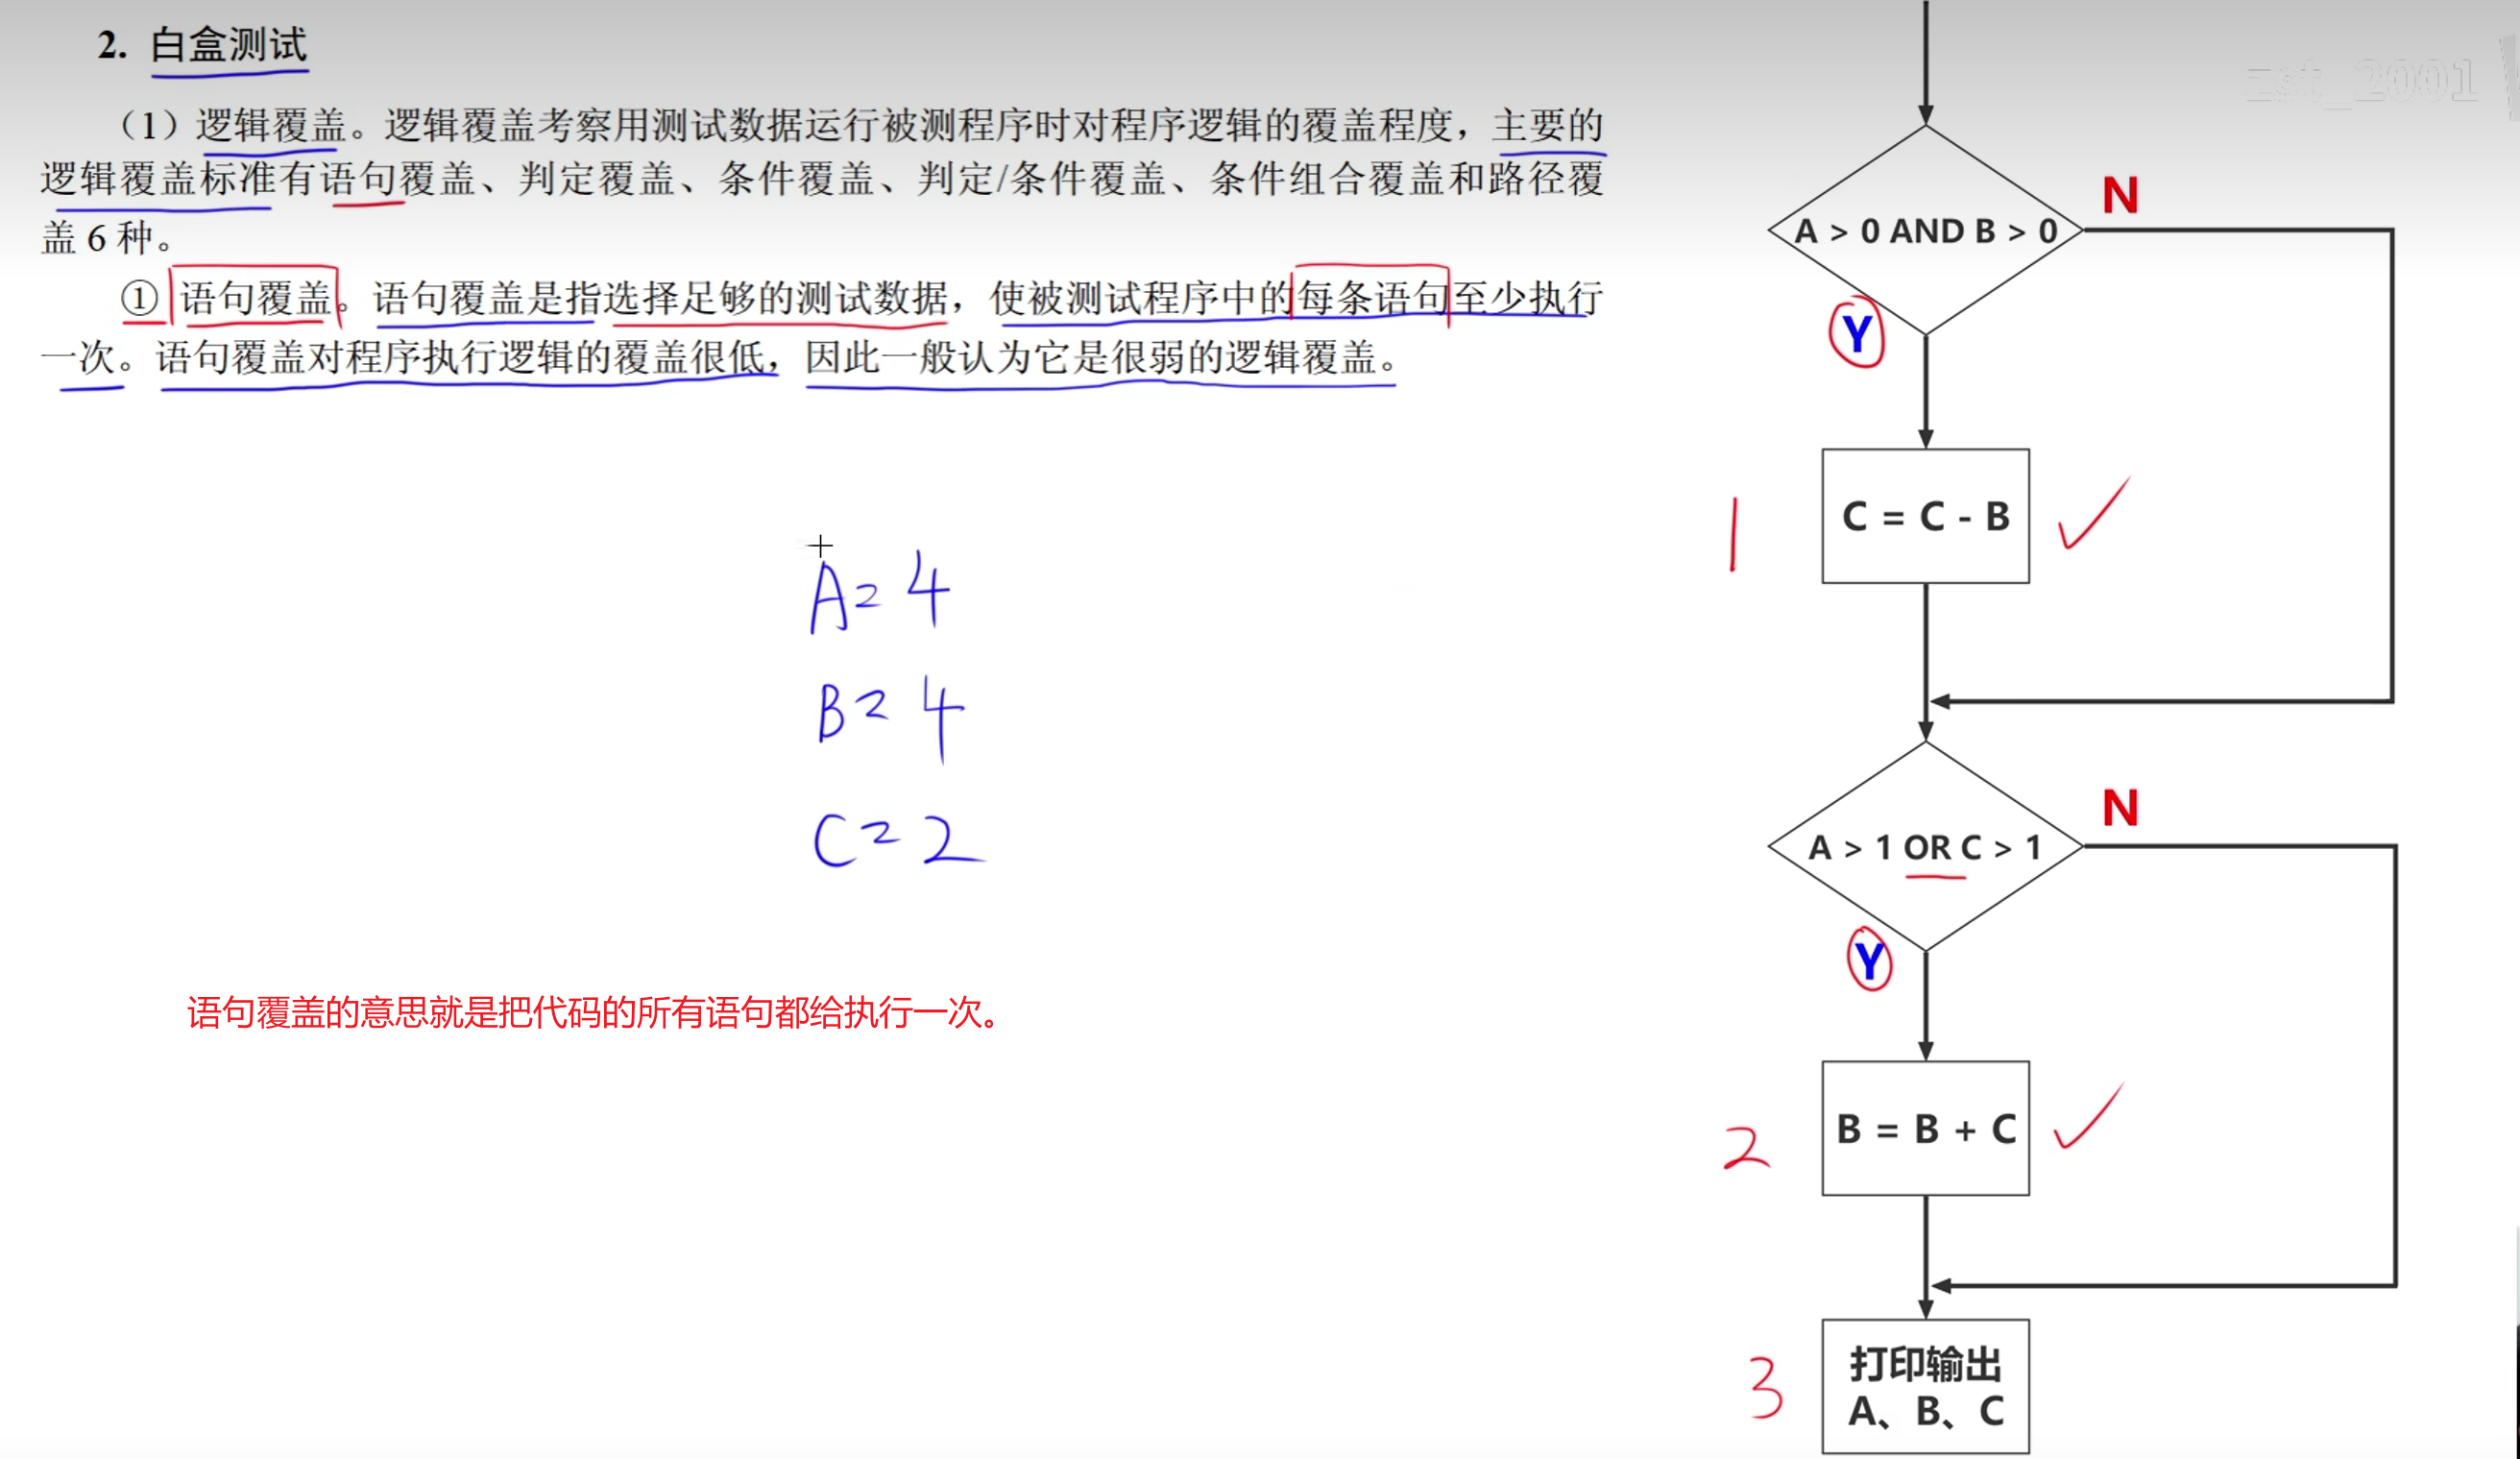 2. 白盒测试
（1）逻辑覆盖。逻辑覆盖考察用测试数据运行被测程序时对程序逻辑的覆盖程度，主要的
逻辑覆盖标准有语句覆盖、判定覆盖、条件覆盖、判定/条件覆盖、条件组合覆盖和路径覆
盖 6 种。
① 语句覆盖。语句覆盖是指选择足够的测试数据，使被测试程序中的每条语句至少执行
一次。语句覆盖对程序执行逻辑的覆盖很低，因此一般认为它是很弱的逻辑覆盖。
A=4
B=4
C=2
语句覆盖的意思就是把代码的所有语句都给执行一次。
zst_2001
A > 0 AND B > 0
N
Y
1
C = C - B
A > 1 OR C > 1
N
Y
2
B = B + C
3
打印输出
A、B、C